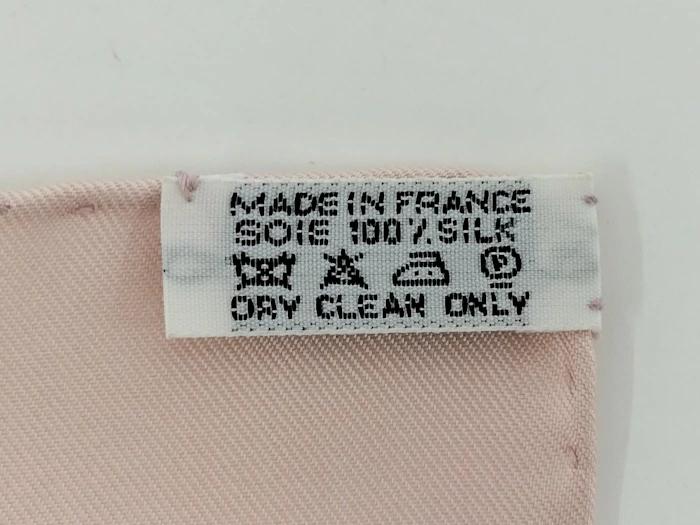 MADE IN FRANCE
SOIE 100% SILK
P
DRY CLEAN ONLY